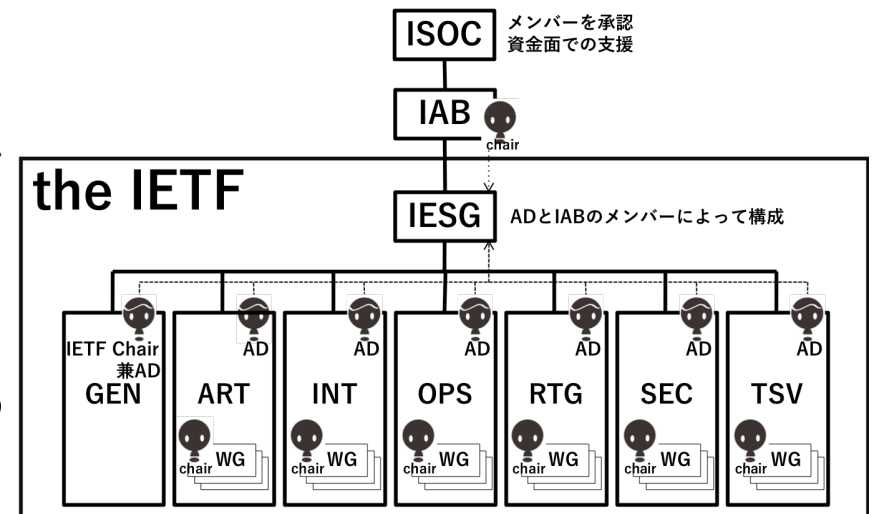 ISOC
メンバーを承認
資金面での支援
IAB
chair
the IETF
IESG
ADとIABのメンバーによって構成
IETF Chair
兼AD
GEN
AD
ART
chair
WG
AD
INT
chair
WG
AD
OPS
chair
WG
AD
RTG
chair
WG
AD
SEC
chair
WG
AD
TSV
chair
WG